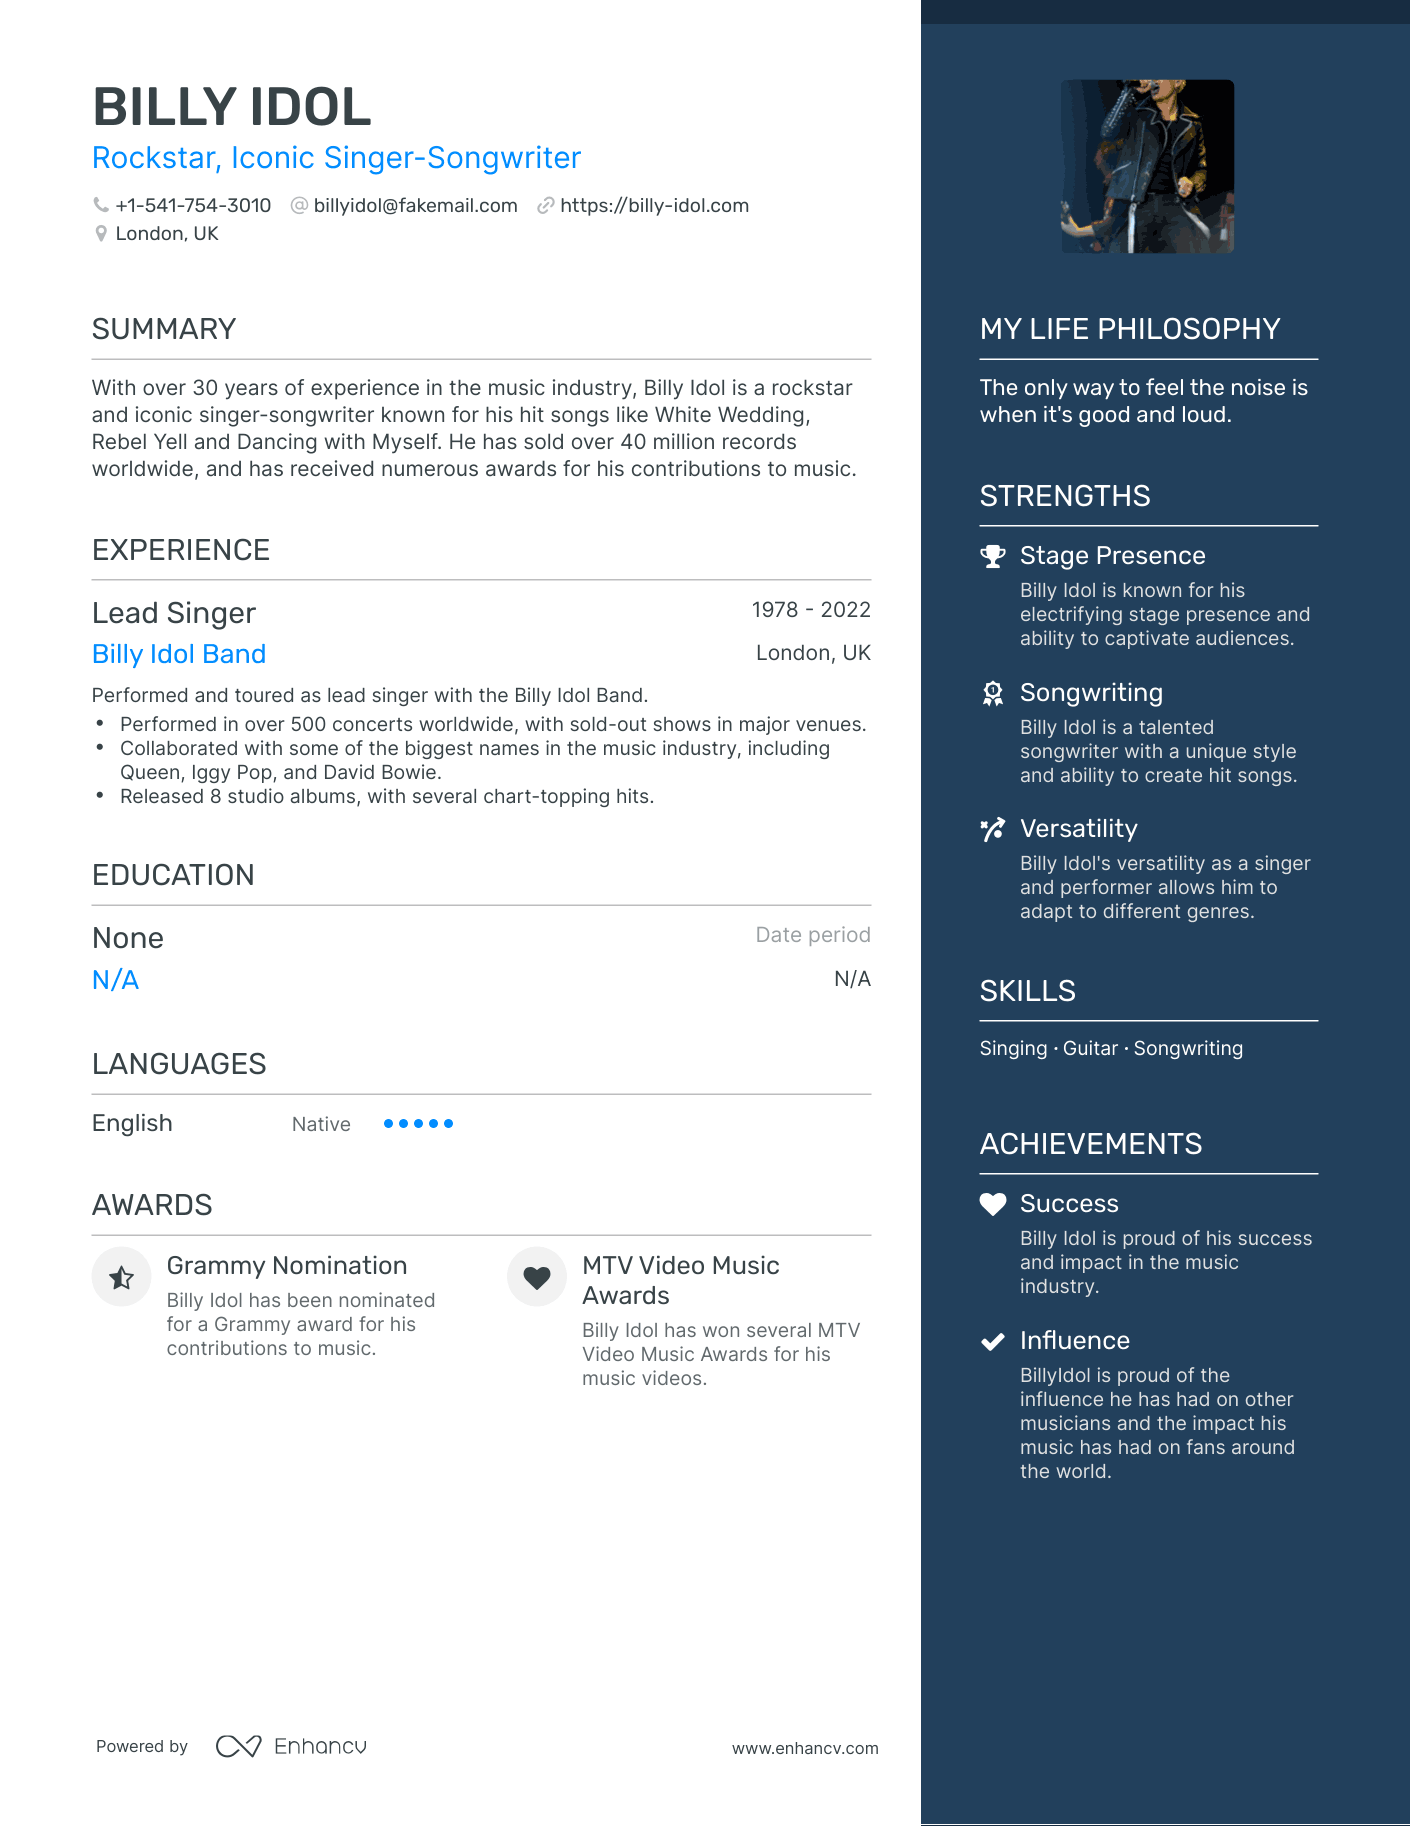 BILLY IDOL
Rockstar, Iconic Singer-Songwriter
+1-541-754-3010 billyidol@fakemail.com https://billy-idol.com
London, UK
SUMMARY
With over 30 years of experience in the music industry, Billy Idol is a rockstar
and iconic singer-songwriter known for his hit songs like White Wedding,
Rebel Yell and Dancing with Myself. He has sold over 40 million records
worldwide, and has received numerous awards for his contributions to music.
EXPERIENCE
Lead Singer 1978 - 2022
Billy Idol Band London, UK
Performed and toured as lead singer with the Billy Idol Band.
• Performed in over 500 concerts worldwide, with sold-out shows in major venues.
• Collaborated with some of the biggest names in the music industry, including
Queen, Iggy Pop, and David Bowie.
• Released 8 studio albums, with several chart-topping hits.
EDUCATION
None Date period
N/A N/A
LANGUAGES
English Native
AWARDS
Grammy Nomination
Billy Idol has been nominated
for a Grammy award for his
contributions to music.
MTV Video Music
Awards
Billy Idol has won several MTV
Video Music Awards for his
music videos.
MY LIFE PHILOSOPHY
The only way to feel the noise is
when it's good and loud.
STRENGTHS
Stage Presence
Billy Idol is known for his
electrifying stage presence and
ability to captivate audiences.
Songwriting
Billy Idol is a talented
songwriter with a unique style
and ability to create hit songs.
Versatility
Billy Idol's versatility as a singer
and performer allows him to
adapt to different genres.
SKILLS
Singing · Guitar · Songwriting
ACHIEVEMENTS
Success
Billy Idol is proud of his success
and impact in the music
industry.
Influence
BillyIdol is proud of the
influence he has had on other
musicians and the impact his
music has had on fans around
the world.
Powered by Enhancv www.enhancv.com